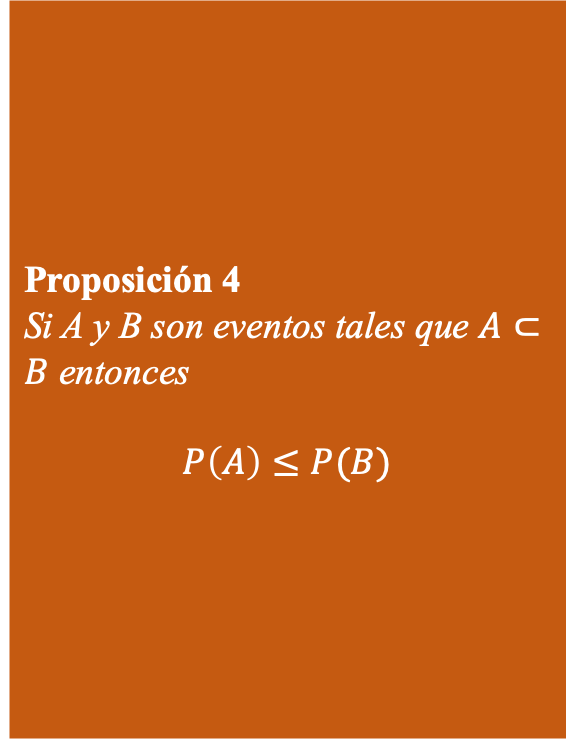 Proposición 4
Si A y B son eventos tales que A ⊂
B entonces
P(A) ≤ P(B)